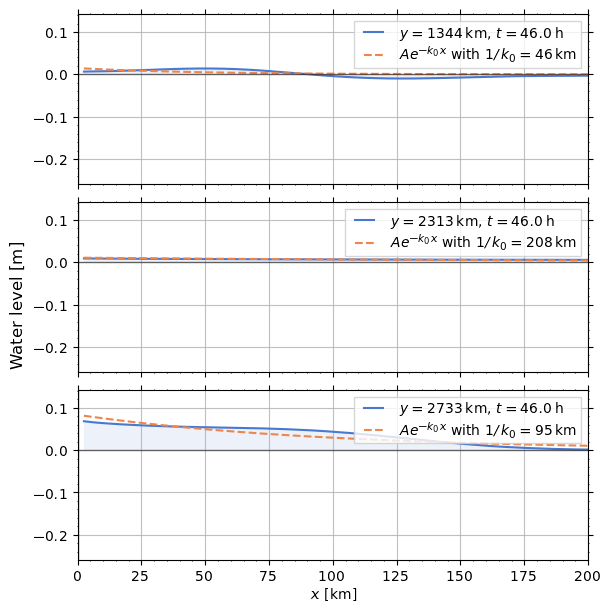 0.1
0.0
−0.1
−0.2
y = 1344 km, t = 46.0 h
Ae^{−k₀x} with 1/k₀ = 46 km
0.1
0.0
−0.1
−0.2
y = 2313 km, t = 46.0 h
Ae^{−k₀x} with 1/k₀ = 208 km
Water level [m]
0.1
0.0
−0.1
−0.2
y = 2733 km, t = 46.0 h
Ae^{−k₀x} with 1/k₀ = 95 km
0 25 50 75 100 125 150 175 200
x [km]